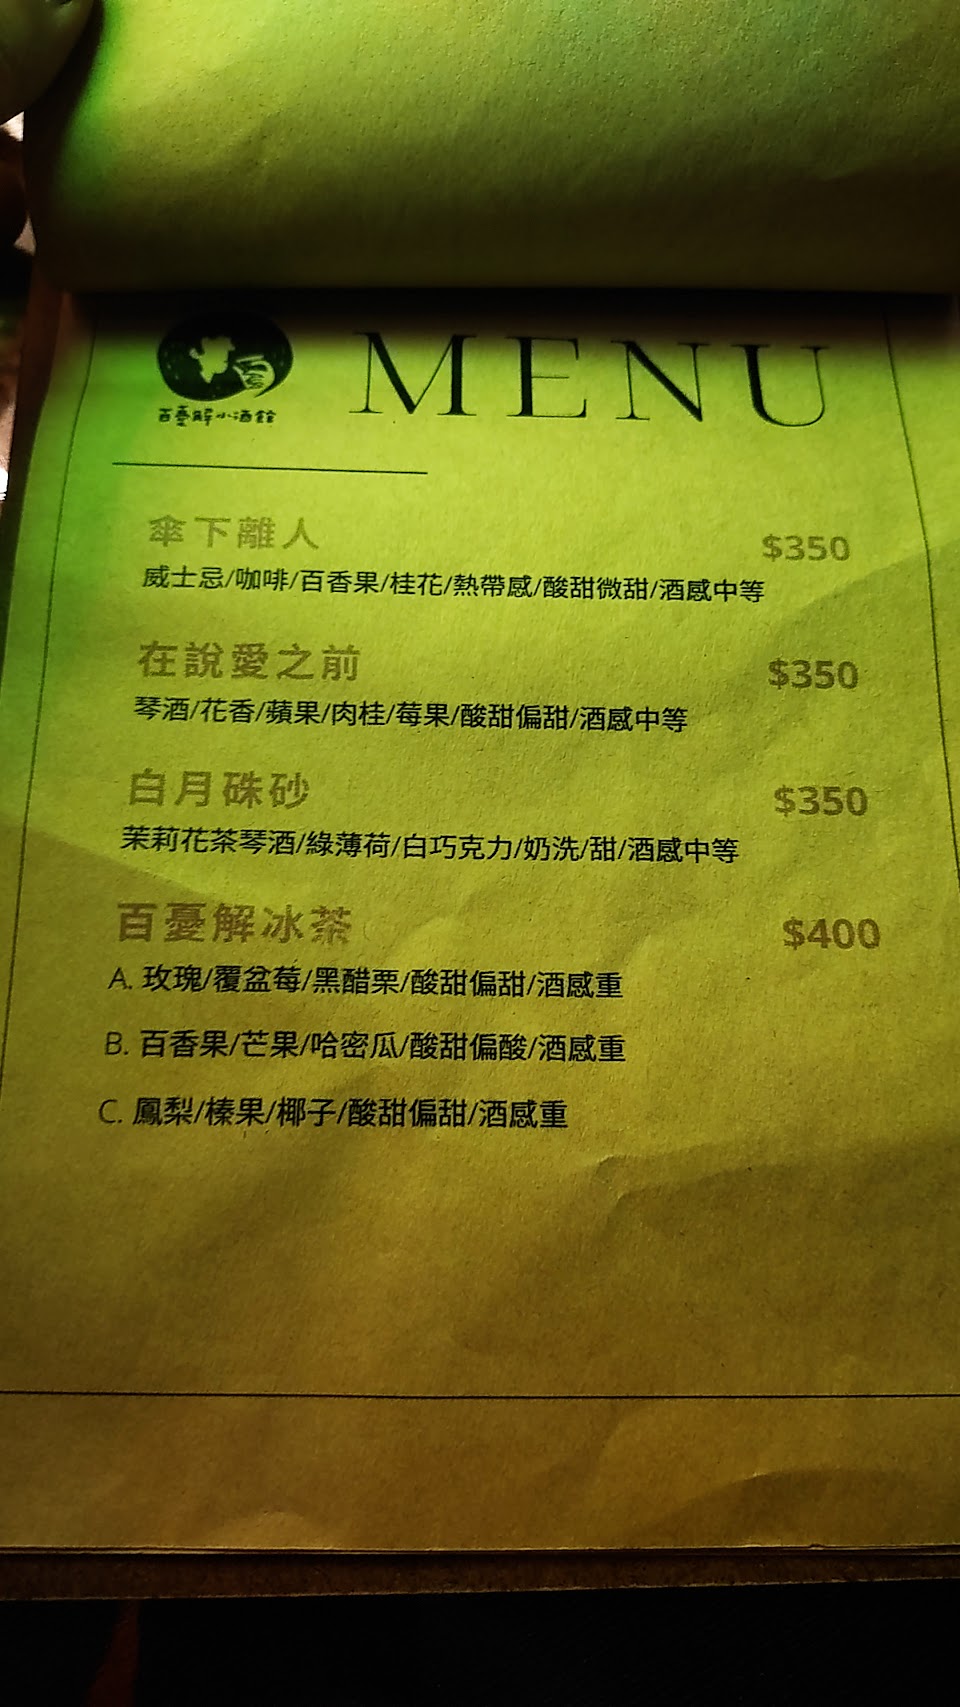 百憂解小酒館
MENU
傘下離人 $350
威士忌/咖啡/百香果/桂花/熱帶感/酸甜微甜/酒感中等
在說愛之前 $350
琴酒/花香/蘋果/肉桂/莓果/酸甜偏甜/酒感中等
白月硃砂 $350
茉莉花茶琴酒/綠薄荷/白巧克力/奶洗/甜/酒感中等
百憂解冰茶 $400
A. 玫瑰/覆盆莓/黑醋栗/酸甜偏甜/酒感重
B. 百香果/芒果/哈密瓜/酸甜偏酸/酒感重
C. 鳳梨/榛果/椰子/酸甜偏甜/酒感重